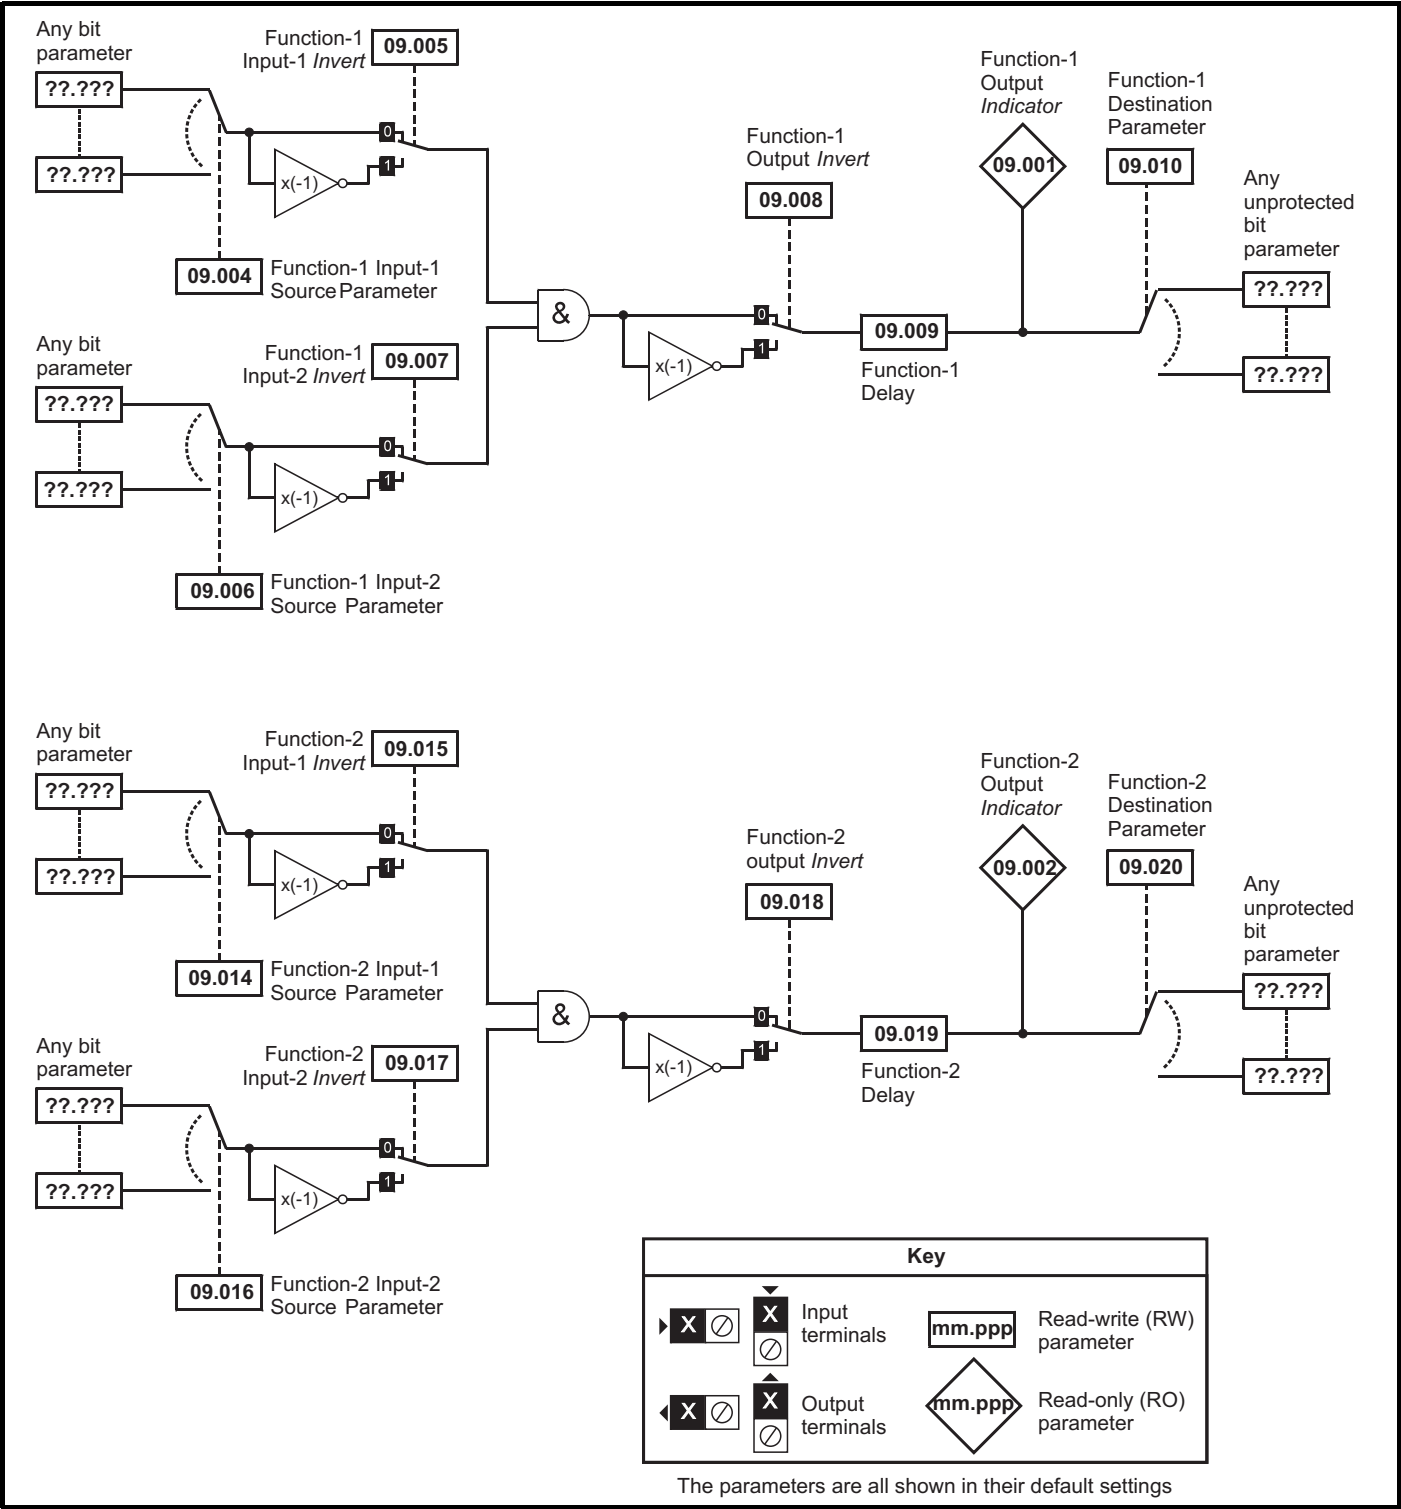 Any bit
parameter
??.???
??.???
Function-1
Input-1 Invert
09.005
0
1
x(-1)
09.004
Function-1 Input-1
Source Parameter
Any bit
parameter
??.???
??.???
Function-1
Input-2 Invert
09.007
0
1
x(-1)
09.006
Function-1 Input-2
Source Parameter
&
Function-1
Output Invert
09.008
0
1
x(-1)
09.009
Function-1
Delay
Function-1
Output
Indicator
09.001
Function-1
Destination
Parameter
09.010
Any
unprotected
bit
parameter
??.???
??.???
Any bit
parameter
??.???
??.???
Function-2
Input-1 Invert
09.015
0
1
x(-1)
09.014
Function-2 Input-1
Source Parameter
Any bit
parameter
??.???
??.???
Function-2
Input-2 Invert
09.017
0
1
x(-1)
09.016
Function-2 Input-2
Source Parameter
&
Function-2
output Invert
09.018
0
1
x(-1)
09.019
Function-2
Delay
Function-2
Output
Indicator
09.002
Function-2
Destination
Parameter
09.020
Any
unprotected
bit
parameter
??.???
??.???
Key
X
X
Input
terminals
mm.ppp
Read-write (RW)
parameter
X
X
Output
terminals
mm.ppp
Read-only (RO)
parameter
The parameters are all shown in their default settings